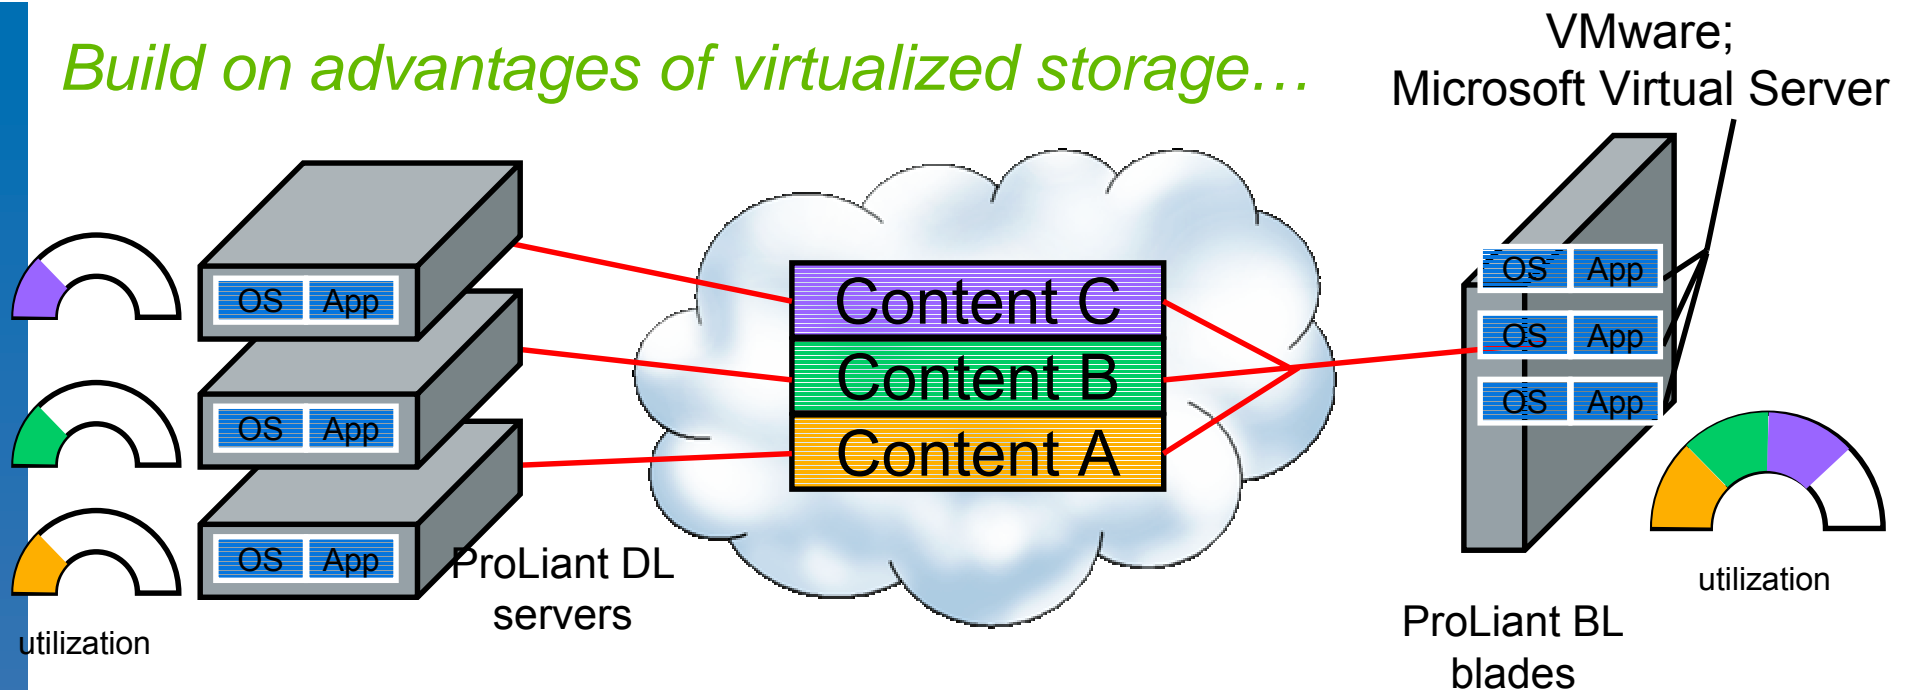 Build on advantages of virtualized storage…
VMware;
Microsoft Virtual Server
OS App
Content C
OS App
OS App
Content B
OS App
OS App
Content A
OS App
ProLiant DL
servers
utilization
utilization
ProLiant BL
blades